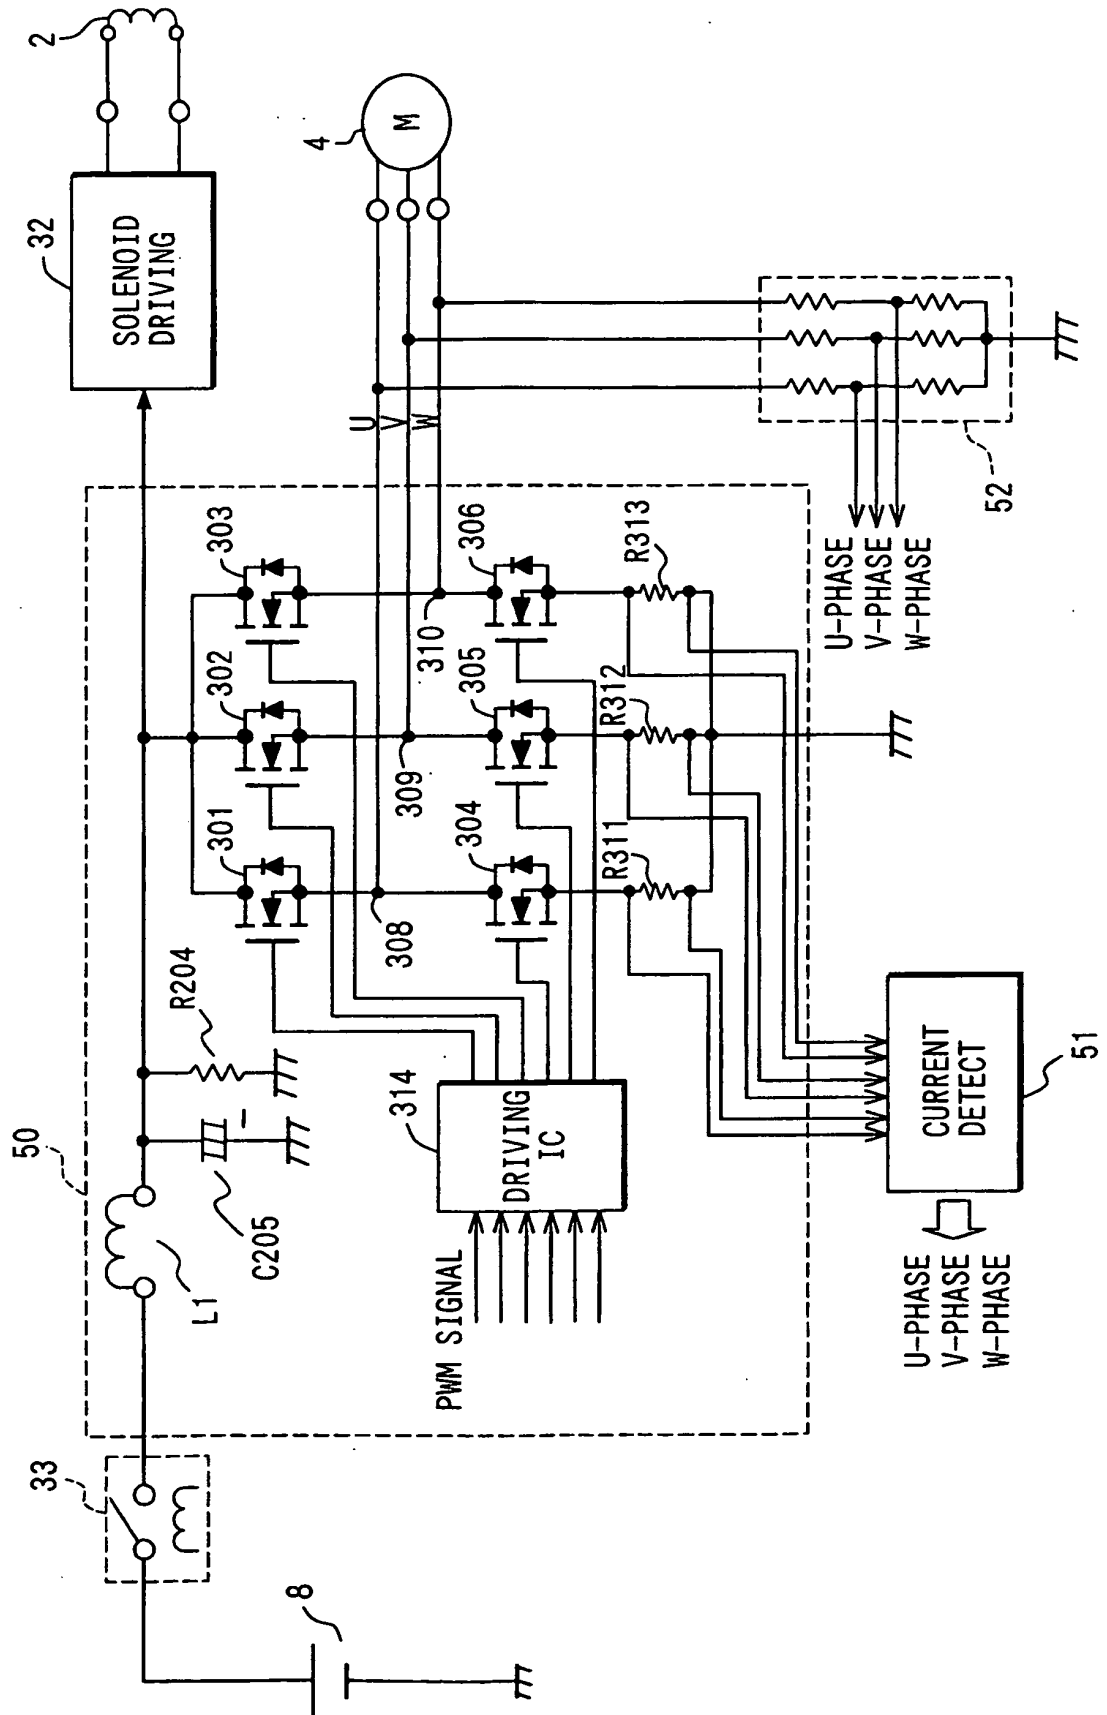 2
32
SOLENOID
DRIVING
4
M
U
V
W
50
303
302
301
R204
C205
L1
33
8
310
309
308
306
305
304
314
DRIVING
IC
PWM SIGNAL
R313
R312
R311
52
U-PHASE
V-PHASE
W-PHASE
CURRENT
DETECT
51
U-PHASE
V-PHASE
W-PHASE